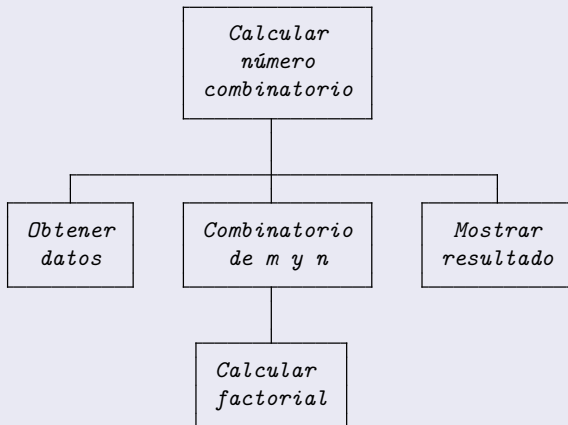 Calcular
número
combinatorio
Obtener
datos
Combinatorio
de m y n
Mostrar
resultado
Calcular
factorial